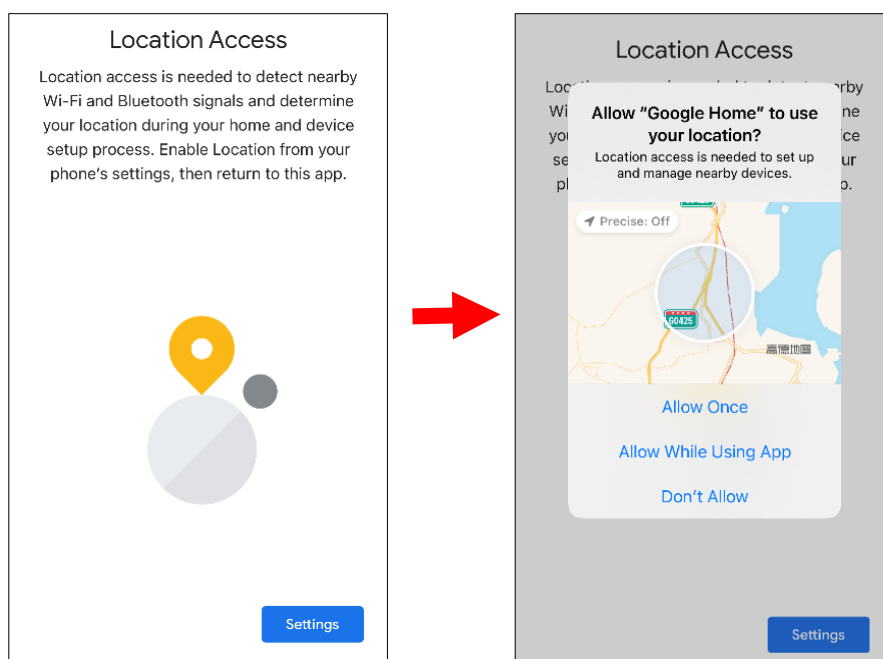 Location Access
Location access is needed to detect nearby
Wi-Fi and Bluetooth signals and determine
your location during your home and device
setup process. Enable Location from your
phone's settings, then return to this app.
Settings
Location Access
Allow "Google Home" to use
your location?
Location access is needed to set up
and manage nearby devices.
Precise: Off
G0425
高德地图
Allow Once
Allow While Using App
Don't Allow
Settings